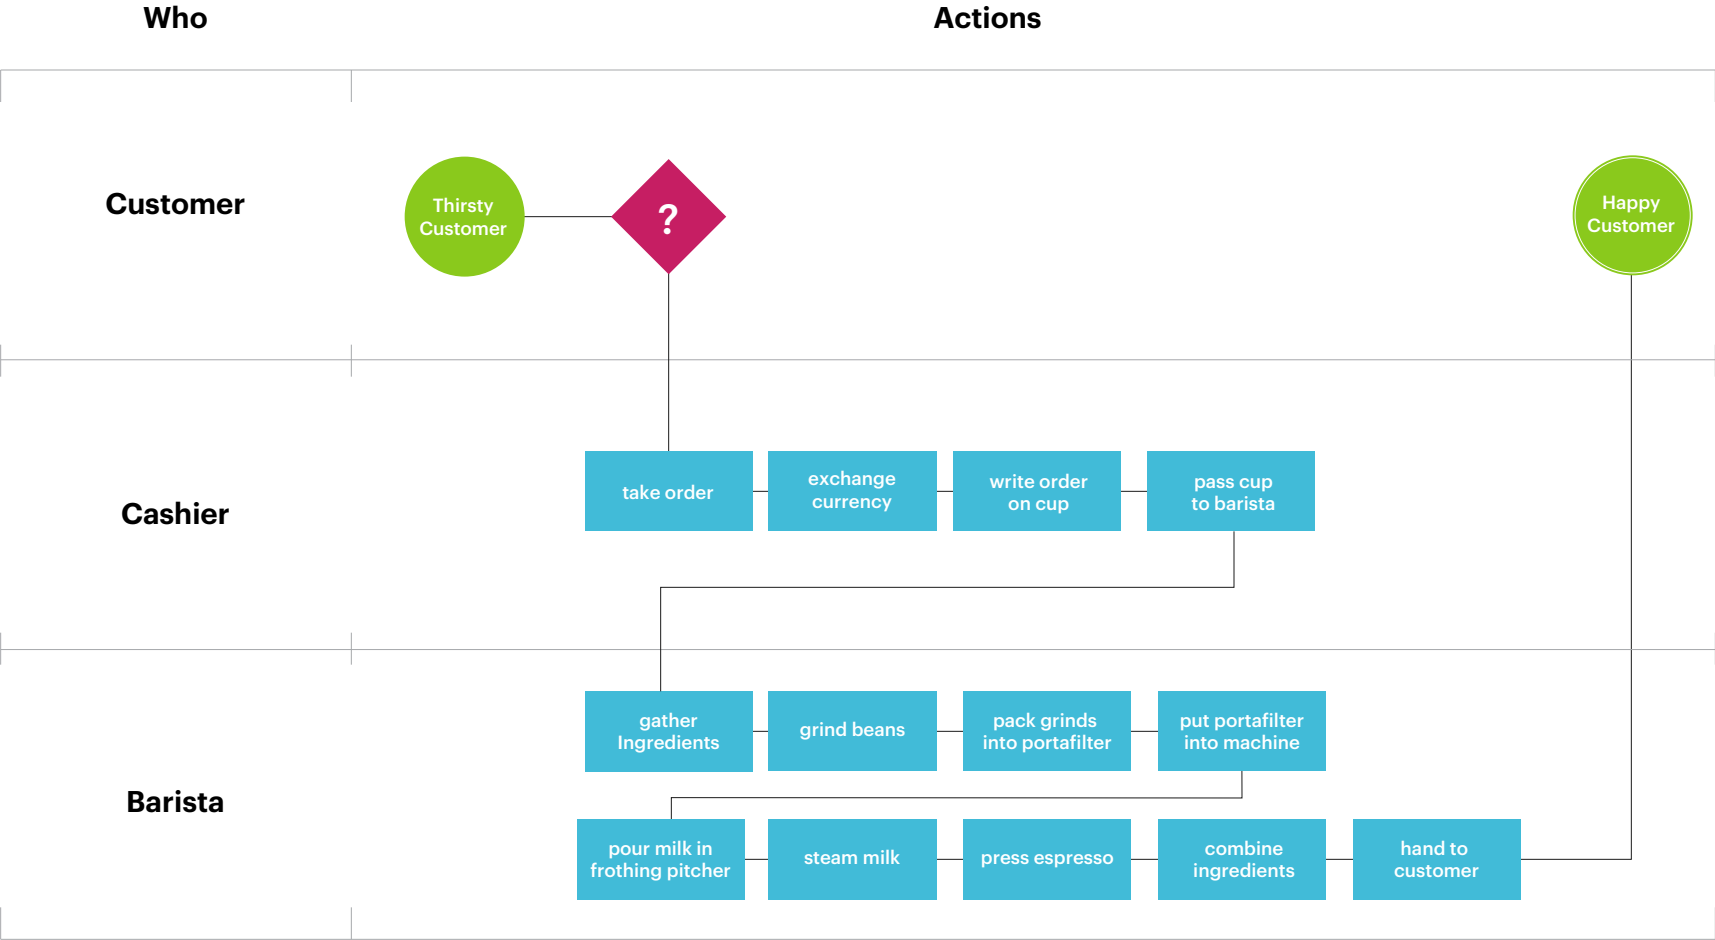 Who
Actions
Customer
Thirsty
Customer
?
Happy
Customer
Cashier
take order
exchange
currency
write order
on cup
pass cup
to barista
Barista
gather
Ingredients
grind beans
pack grinds
into portafilter
put portafilter
into machine
pour milk in
frothing pitcher
steam milk
press espresso
combine
ingredients
hand to
customer